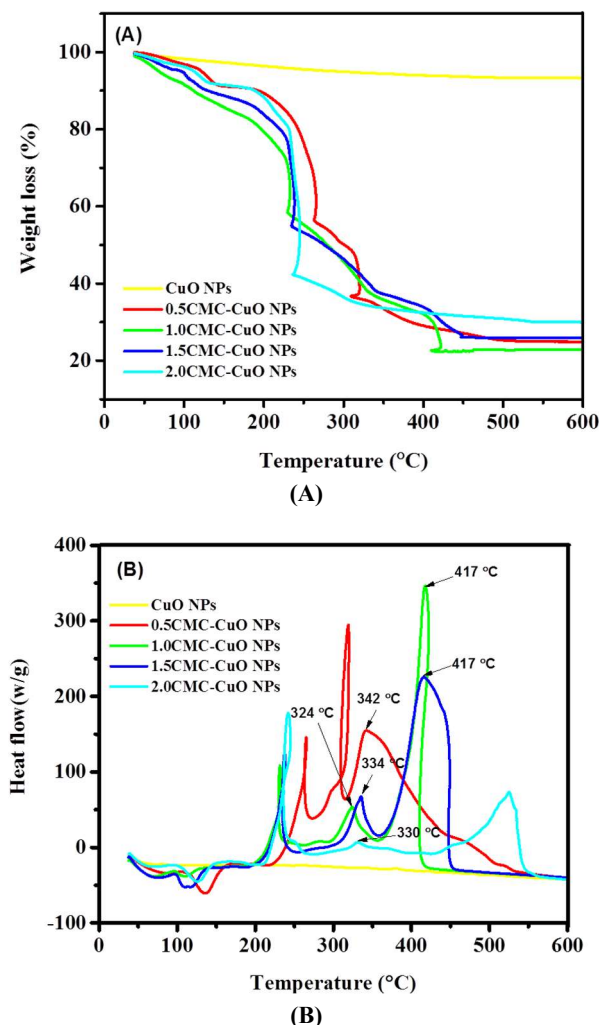 (A)
100
80
60
40
20
Weight loss (%)
CuO NPs
0.5CMC-CuO NPs
1.0CMC-CuO NPs
1.5CMC-CuO NPs
2.0CMC-CuO NPs
0 100 200 300 400 500 600
Temperature (°C)
(A)
(B)
400
300
200
100
0
-100
Heat flow(w/g)
CuO NPs
0.5CMC-CuO NPs
1.0CMC-CuO NPs
1.5CMC-CuO NPs
2.0CMC-CuO NPs
417 °C
417 °C
324 °C
342 °C
334 °C
330 °C
0 100 200 300 400 500 600
Temperature (°C)
(B)